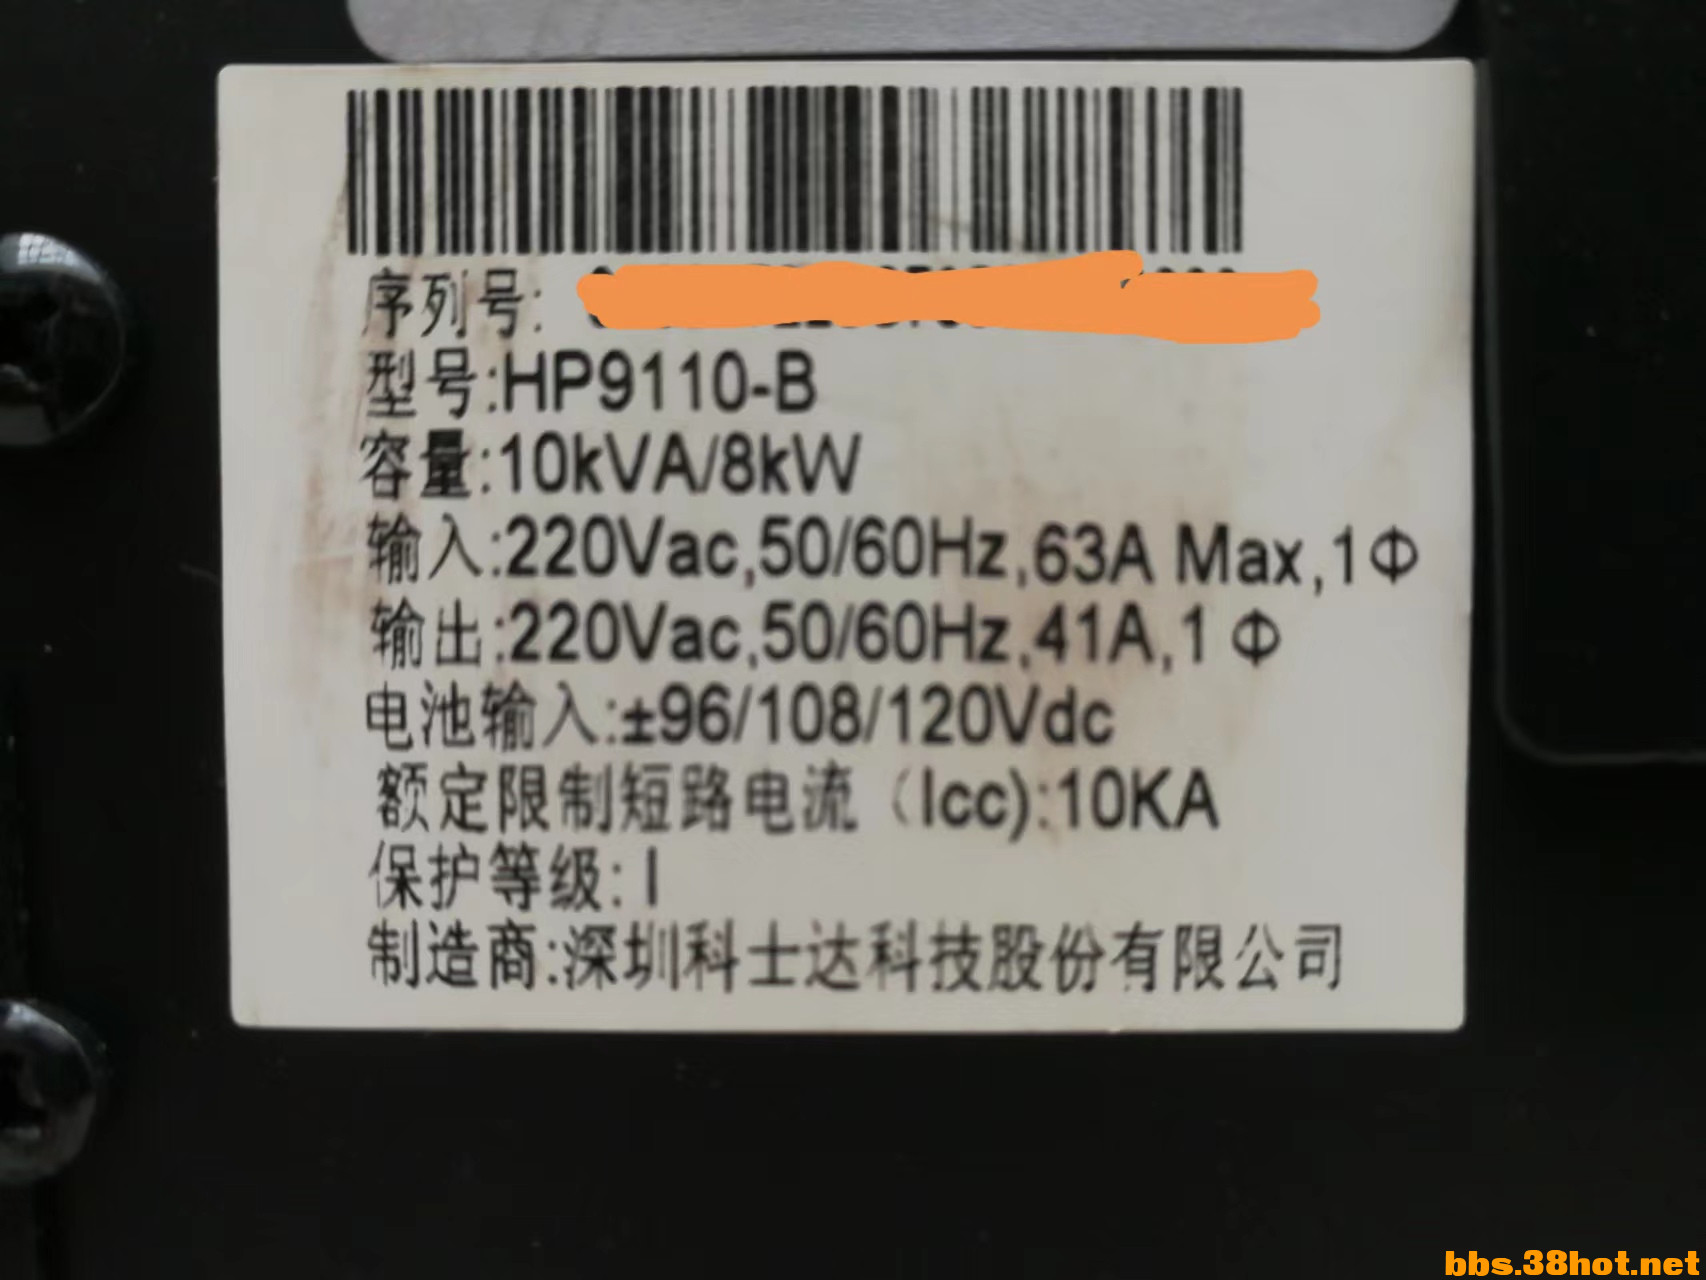 序列号:
型号:HP9110-B
容量:10kVA/8kW
输入:220Vac,50/60Hz,63A Max,1Φ
输出:220Vac,50/60Hz,41A,1Φ
电池输入:±96/108/120Vdc
额定限制短路电流（Icc):10KA
保护等级:I
制造商:深圳科士达科技股份有限公司
bbs.38hot.net